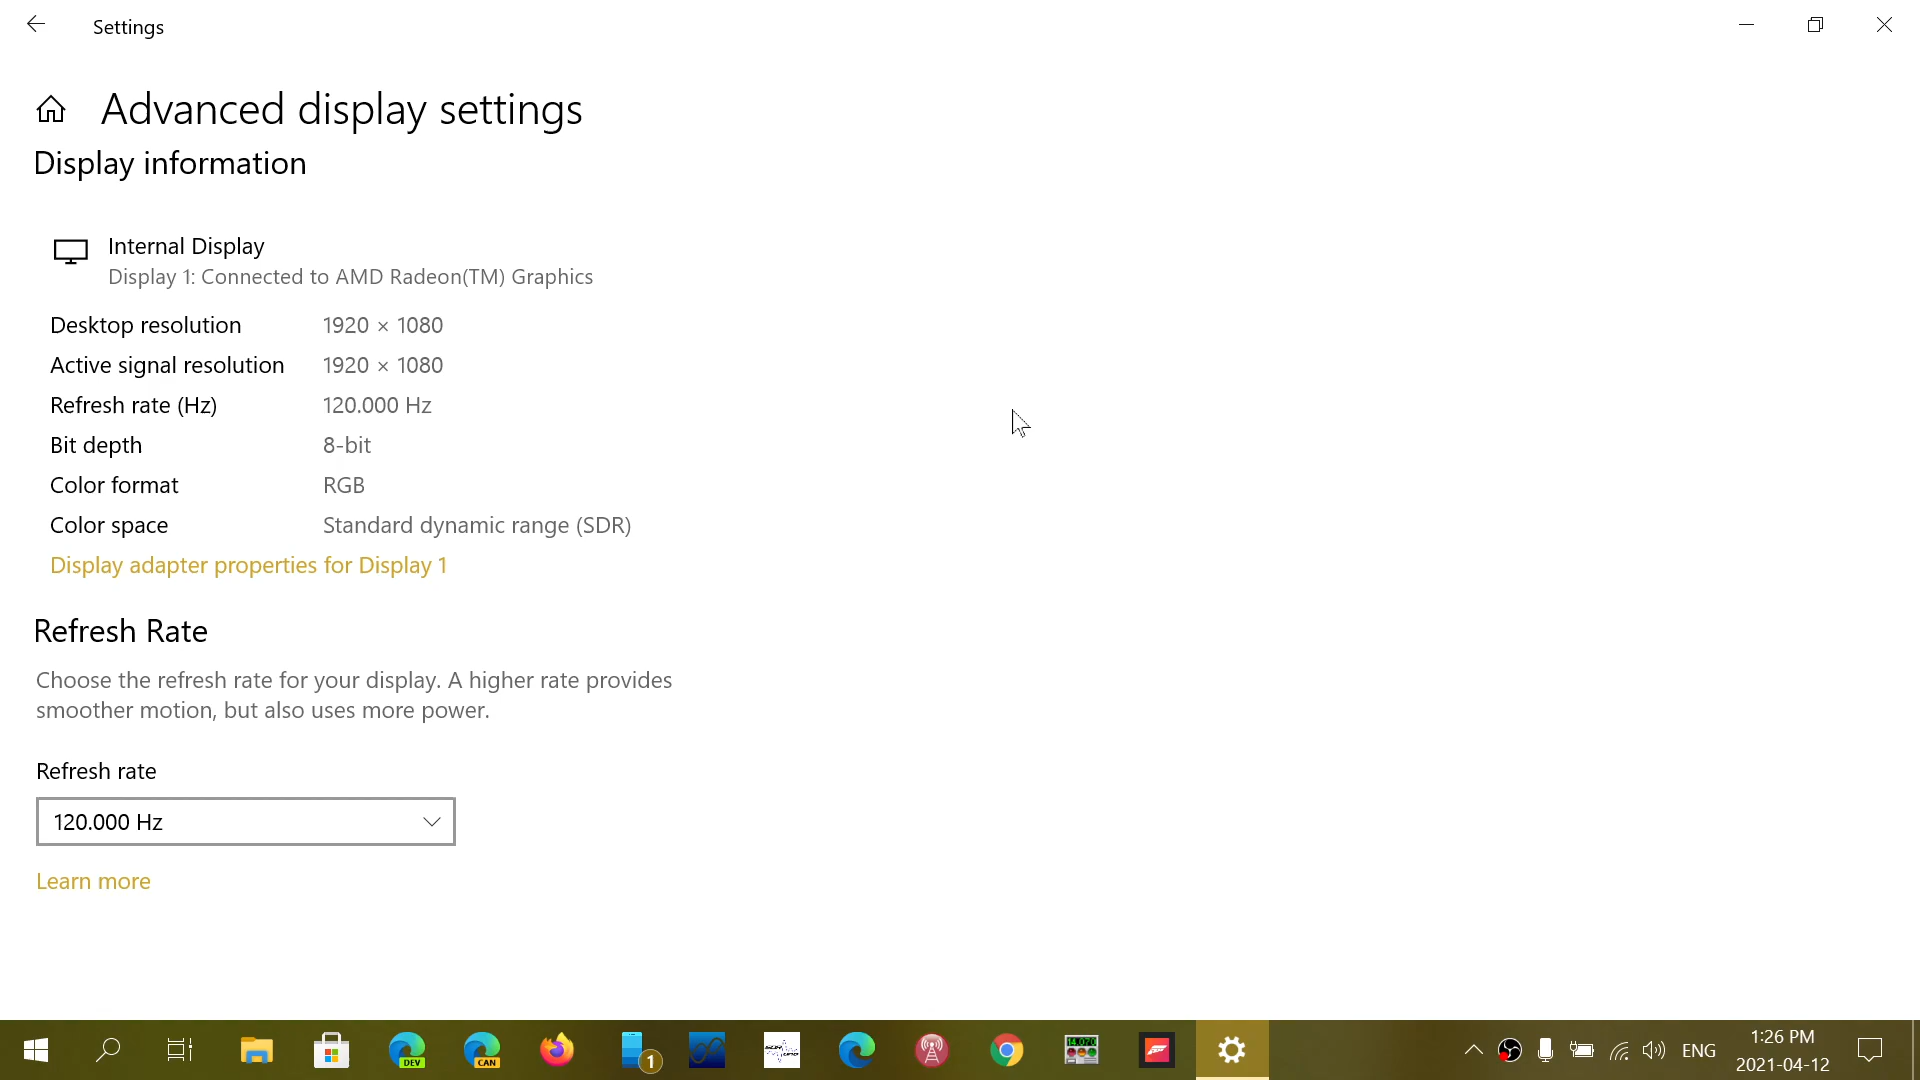 Settings
Advanced display settings
Display information
Internal Display
Display 1: Connected to AMD Radeon(TM) Graphics
Desktop resolution 1920 × 1080
Active signal resolution 1920 × 1080
Refresh rate (Hz) 120.000 Hz
Bit depth 8-bit
Color format RGB
Color space Standard dynamic range (SDR)
Display adapter properties for Display 1
Refresh Rate
Choose the refresh rate for your display. A higher rate provides
smoother motion, but also uses more power.
Refresh rate
120.000 Hz
Learn more
DEV
CAN
1
14.070
ENG
1:26 PM
2021-04-12